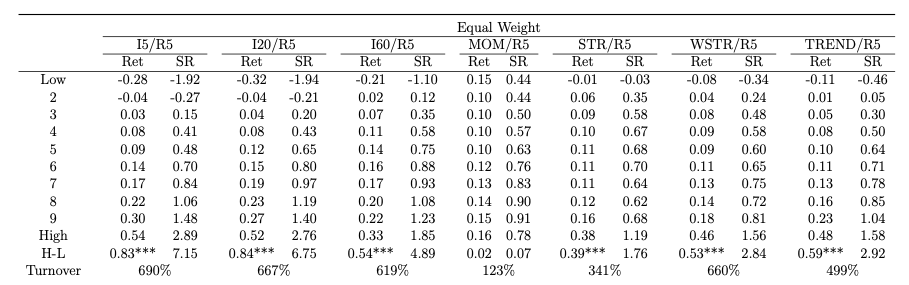 Equal Weight
I5/R5 I20/R5 I60/R5 MOM/R5 STR/R5 WSTR/R5 TREND/R5
Ret SR Ret SR Ret SR Ret SR Ret SR Ret SR Ret SR
Low -0.28 -1.92 -0.32 -1.94 -0.21 -1.10 0.15 0.44 -0.01 -0.03 -0.08 -0.34 -0.11 -0.46
2 -0.04 -0.27 -0.04 -0.21 0.02 0.12 0.10 0.44 0.06 0.35 0.04 0.24 0.01 0.05
3 0.03 0.15 0.04 0.20 0.07 0.35 0.10 0.50 0.09 0.58 0.08 0.48 0.05 0.30
4 0.08 0.41 0.08 0.43 0.11 0.58 0.10 0.57 0.10 0.67 0.09 0.58 0.08 0.50
5 0.09 0.48 0.12 0.65 0.14 0.75 0.10 0.63 0.11 0.68 0.09 0.60 0.10 0.64
6 0.14 0.70 0.15 0.80 0.16 0.88 0.12 0.76 0.11 0.70 0.11 0.65 0.11 0.71
7 0.17 0.84 0.19 0.97 0.17 0.93 0.13 0.83 0.11 0.64 0.13 0.75 0.13 0.78
8 0.22 1.06 0.23 1.19 0.20 1.08 0.14 0.90 0.12 0.62 0.14 0.72 0.16 0.85
9 0.30 1.48 0.27 1.40 0.22 1.23 0.15 0.91 0.16 0.68 0.18 0.81 0.23 1.04
High 0.54 2.89 0.52 2.76 0.33 1.85 0.16 0.78 0.38 1.19 0.46 1.56 0.48 1.58
H-L 0.83*** 7.15 0.84*** 6.75 0.54*** 4.89 0.02 0.07 0.39*** 1.76 0.53*** 2.84 0.59*** 2.92
Turnover 690% 667% 619% 123% 341% 660% 499%